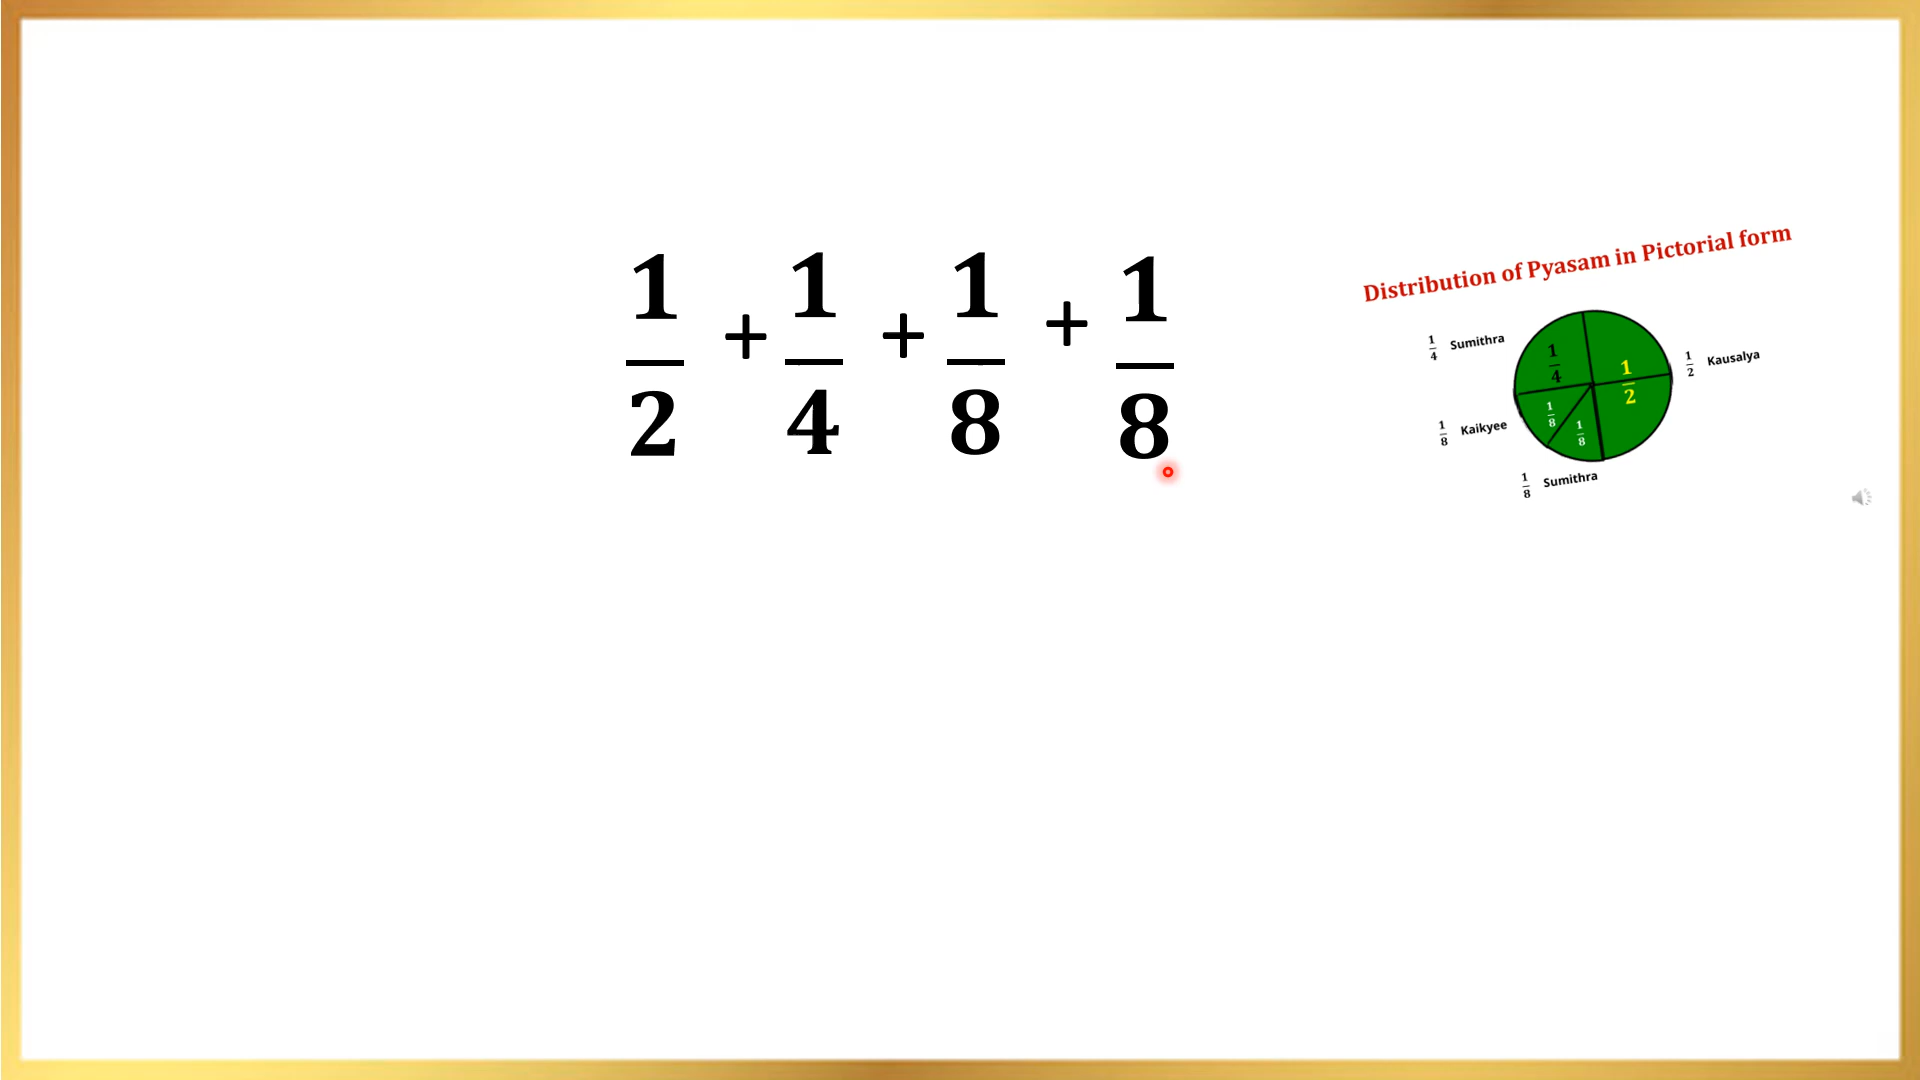 1/2 + 1/4 + 1/8 + 1/8
Distribution of Pyasam in Pictorial form
1/4 Sumithra
1/4
1/2
1/2 Kausalya
1/8
1/8
1/8 Kaikyee
1/8 Sumithra